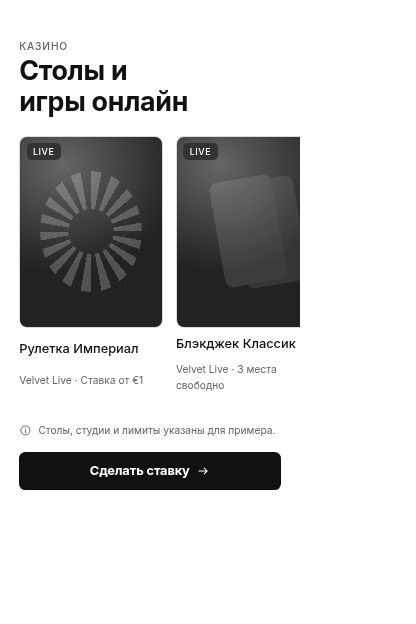 КАЗИНО
Столы и
игры онлайн
LIVE
LIVE
Рулетка Империал
Velvet Live · Ставка от €1
Блэкджек Классик
Velvet Live · 3 места
свободно
Столы, студии и лимиты указаны для примера.
Сделать ставку →